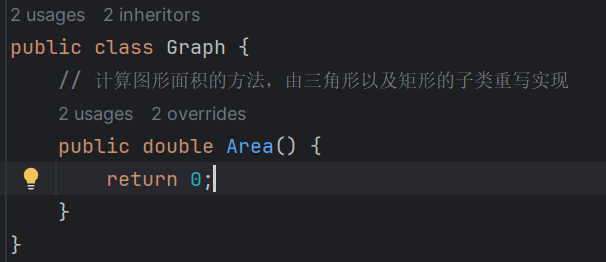 2 usages   2 inheritors
public class Graph {
    // 计算图形面积的方法，由三角形以及矩形的子类重写实现
    2 usages   2 overrides
    public double Area() {
        return 0;
    }
}